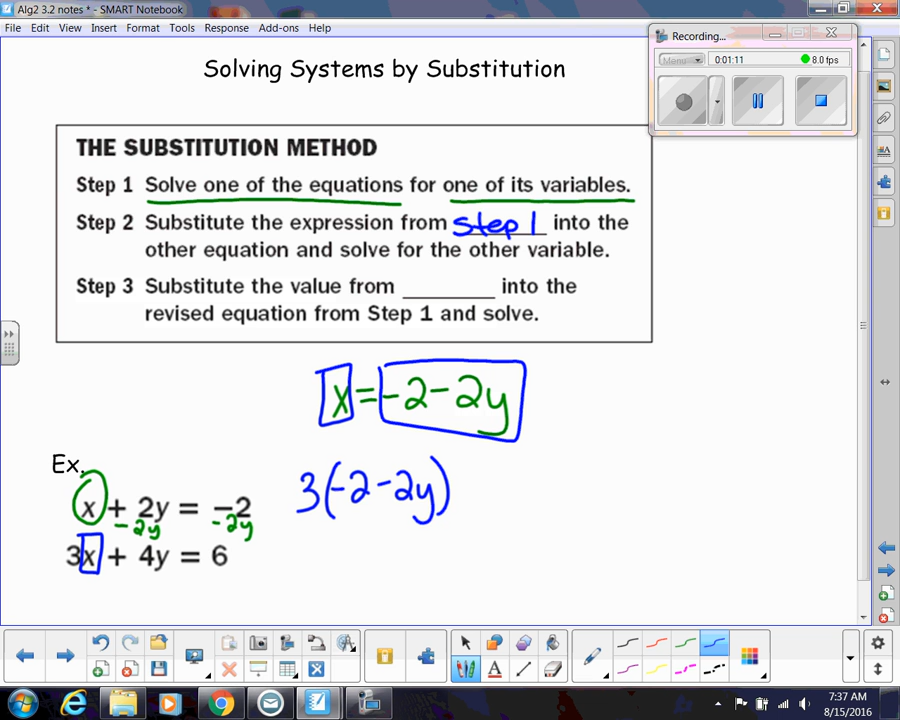 Alg2 3.2 notes * - SMART Notebook
File Edit View Insert Format Tools Response Add-ons Help
Recording...
Menu 0:01:11 8.0 fps
Solving Systems by Substitution
THE SUBSTITUTION METHOD
Step 1 Solve one of the equations for one of its variables.
Step 2 Substitute the expression from step 1 into the
other equation and solve for the other variable.
Step 3 Substitute the value from ________ into the
revised equation from Step 1 and solve.
x = -2 - 2y
Ex.
x + 2y = -2
-2y -2y
3x + 4y = 6
3(-2 - 2y)
7:37 AM
8/15/2016